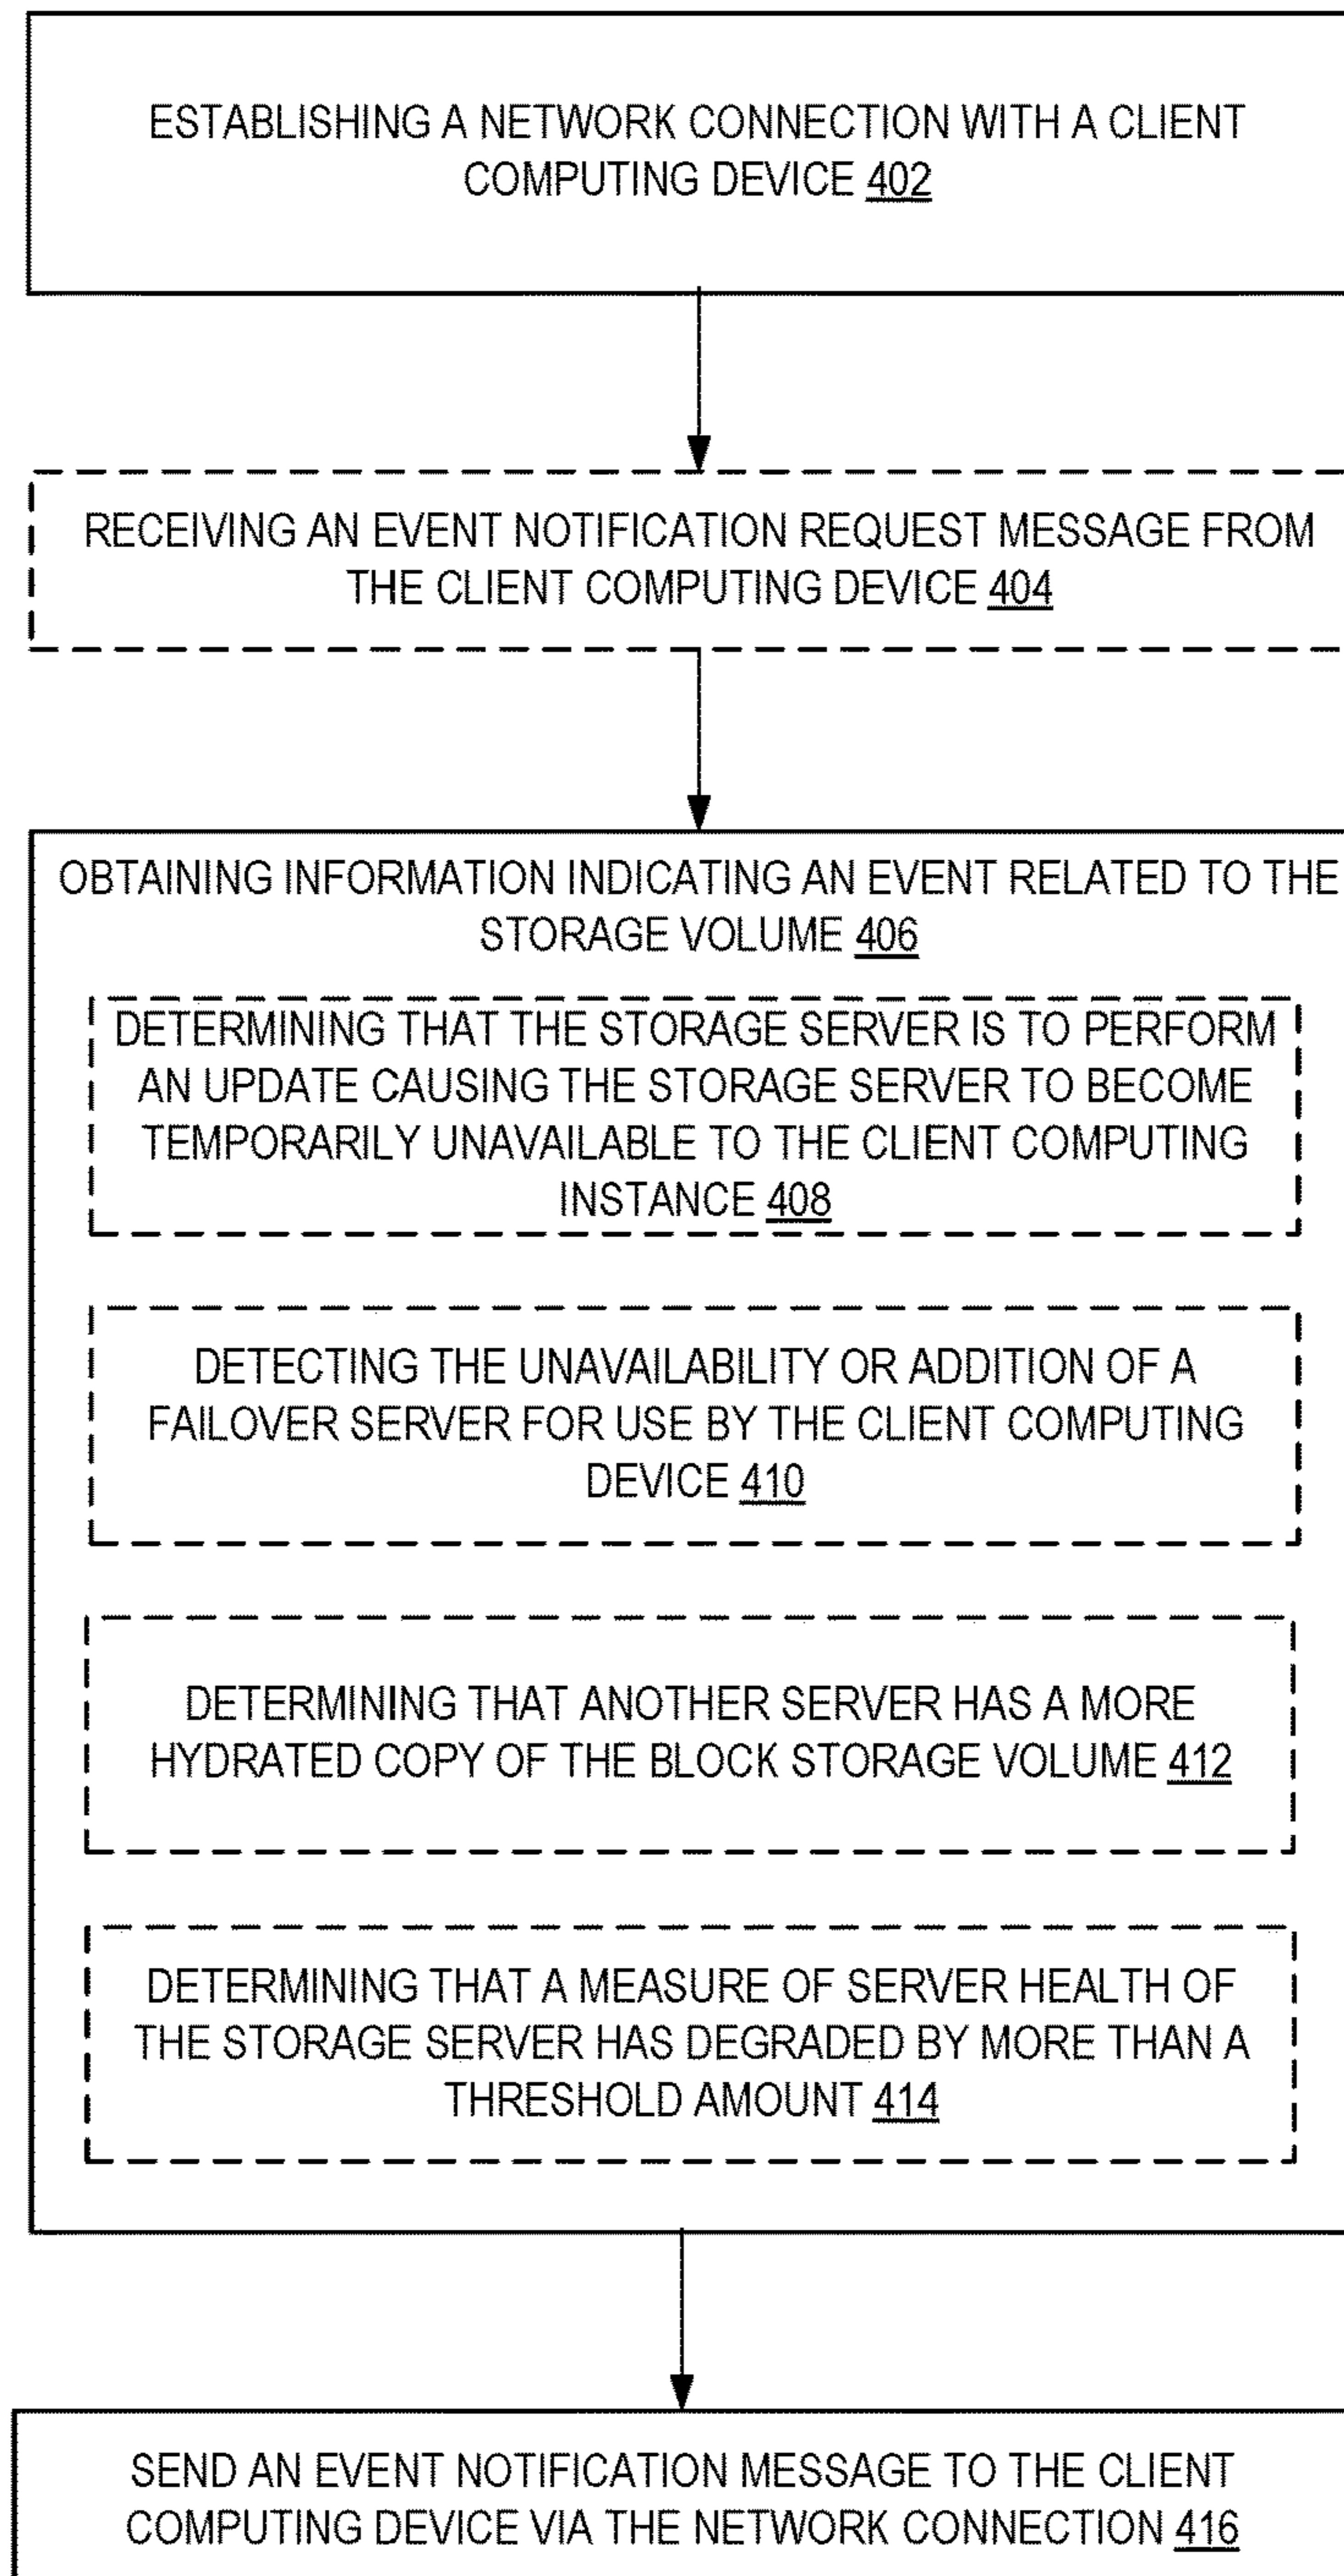 ESTABLISHING A NETWORK CONNECTION WITH A CLIENT
COMPUTING DEVICE 402
RECEIVING AN EVENT NOTIFICATION REQUEST MESSAGE FROM
THE CLIENT COMPUTING DEVICE 404
OBTAINING INFORMATION INDICATING AN EVENT RELATED TO THE
STORAGE VOLUME 406
DETERMINING THAT THE STORAGE SERVER IS TO PERFORM
AN UPDATE CAUSING THE STORAGE SERVER TO BECOME
TEMPORARILY UNAVAILABLE TO THE CLIENT COMPUTING
INSTANCE 408
DETECTING THE UNAVAILABILITY OR ADDITION OF A
FAILOVER SERVER FOR USE BY THE CLIENT COMPUTING
DEVICE 410
DETERMINING THAT ANOTHER SERVER HAS A MORE
HYDRATED COPY OF THE BLOCK STORAGE VOLUME 412
DETERMINING THAT A MEASURE OF SERVER HEALTH OF
THE STORAGE SERVER HAS DEGRADED BY MORE THAN A
THRESHOLD AMOUNT 414
SEND AN EVENT NOTIFICATION MESSAGE TO THE CLIENT
COMPUTING DEVICE VIA THE NETWORK CONNECTION 416